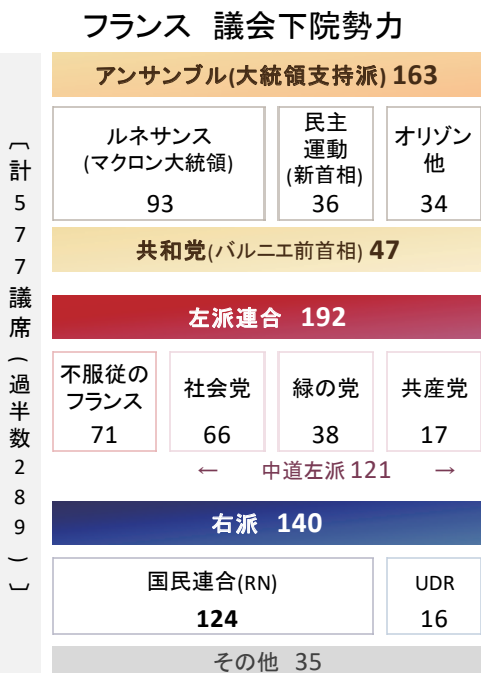 フランス 議会下院勢力
〔計577議席(過半数289)〕
アンサンブル(大統領支持派) 163
ルネサンス
(マクロン大統領)
93
民主
運動
(新首相)
36
オリゾン
他
34
共和党(バルニエ前首相) 47
左派連合 192
不服従の
フランス
71
社会党
66
緑の党
38
共産党
17
← 中道左派 121 →
右派 140
国民連合(RN)
124
UDR
16
その他 35